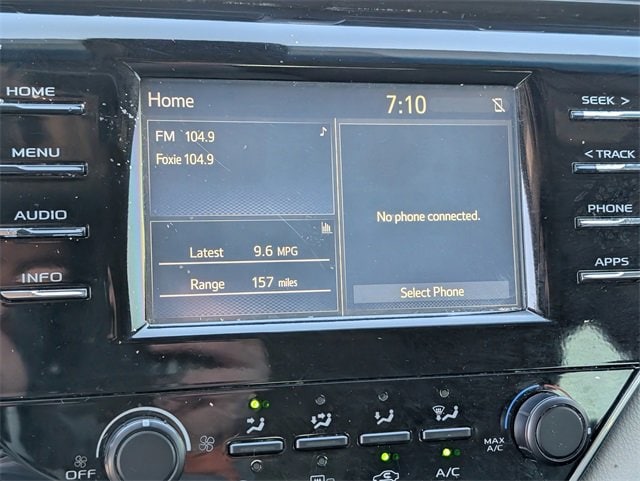 HOME
MENU
AUDIO
INFO
Home
7:10
FM 104.9
Foxie 104.9
Latest 9.6 MPG
Range 157 miles
No phone connected.
Select Phone
SEEK >
< TRACK
PHONE
APPS
OFF
MAX
A/C
A/C